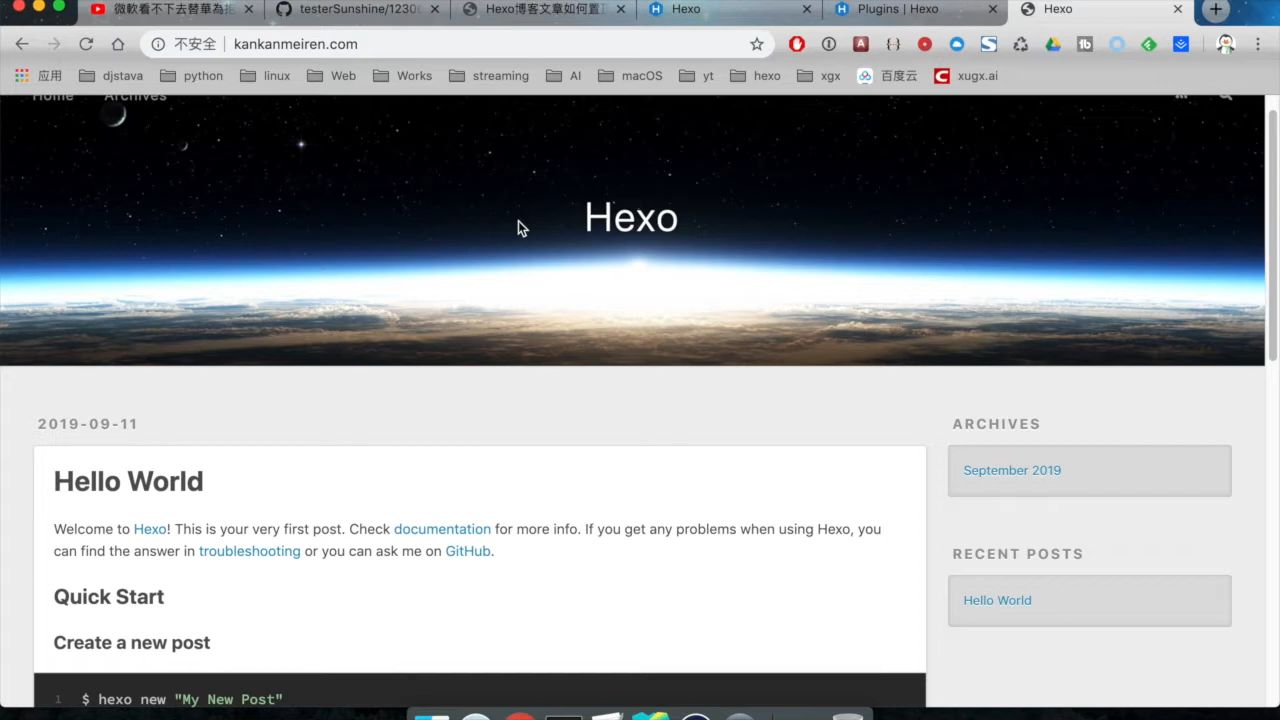 微軟看不下去替華為抱
testerSunshine/12306
Hexo博客文章如何置顶
Hexo
Plugins | Hexo
Hexo
不安全
kankanmeiren.com
应用
djstava
python
linux
Web
Works
streaming
AI
macOS
yt
hexo
xgx
百度云
xugx.ai
Home
Archives
Hexo
2019-09-11
Hello World
Welcome to Hexo! This is your very first post. Check documentation for more info. If you get any problems when using Hexo, you
can find the answer in troubleshooting or you can ask me on GitHub.
Quick Start
Create a new post
1 $ hexo new "My New Post"
ARCHIVES
September 2019
RECENT POSTS
Hello World